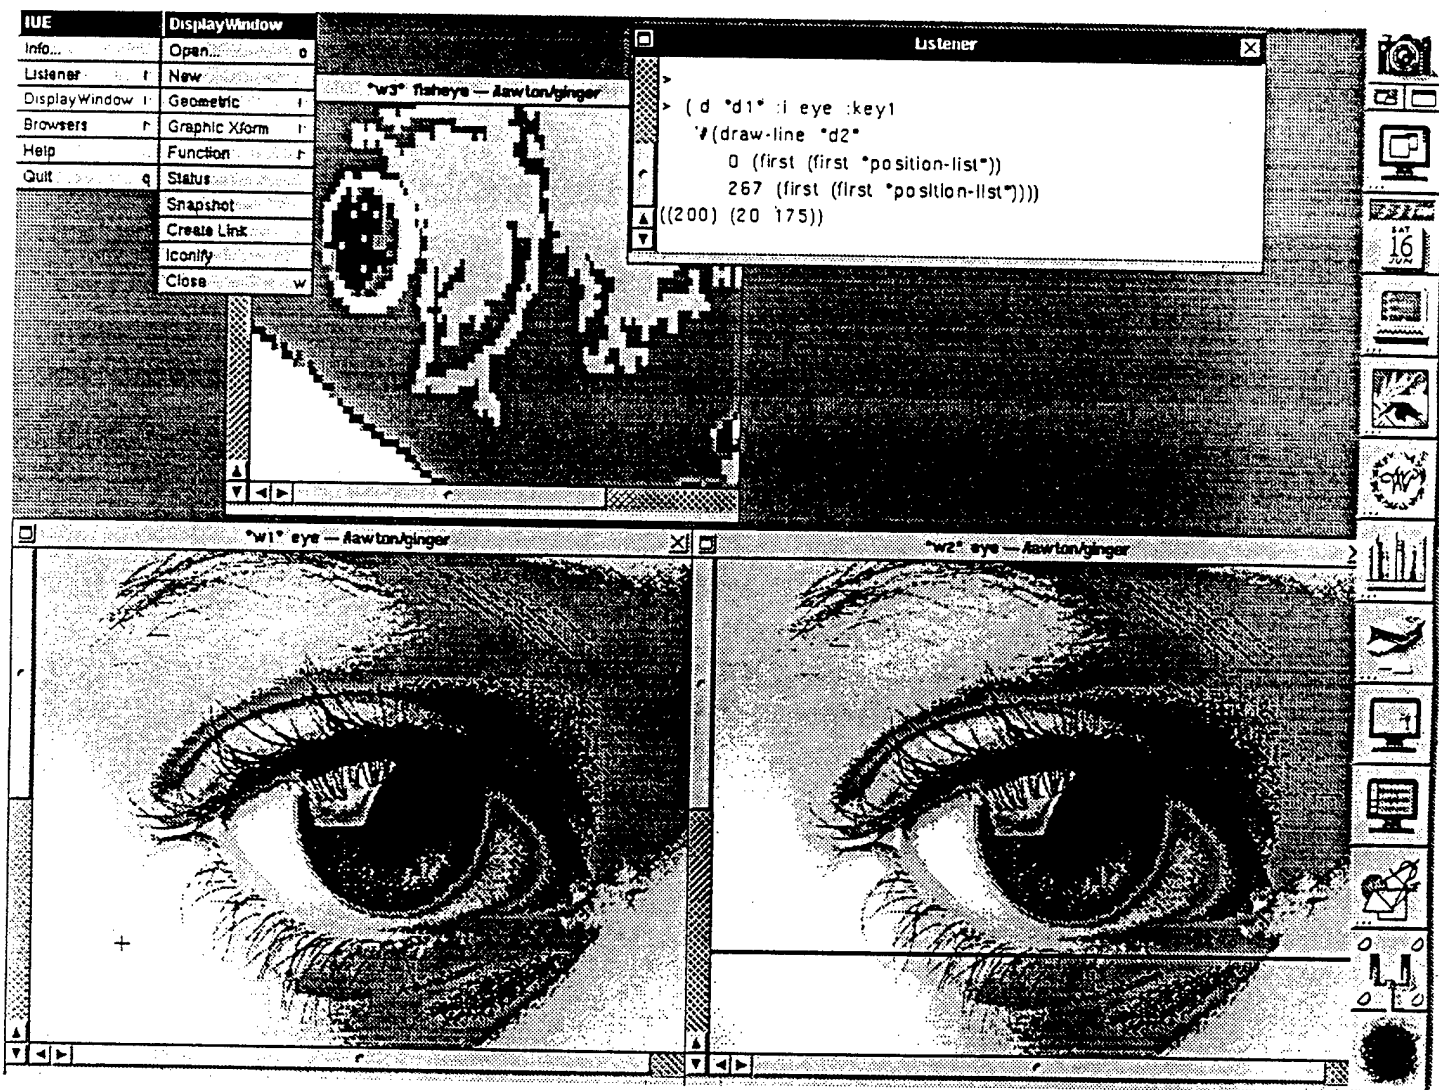 IUE
Info...
Listener r
DisplayWindow r
Browsers r
Help
Quit q
DisplayWindow
Open... o
New
Geometric r
Graphic Xform r
Function r
Status
Snapshot
Create Link
Iconify
Close w
"w3" fisheye — /lawton/ginger
Listener
>
> ( d *d1* :i eye :key1
'#(draw-line *d2*
0 (first (first *position-list*))
267 (first (first *position-list*))))
((200) (20 175))
SAT
16
JUN
"w1" eye — /lawton/ginger
"w2" eye — /lawton/ginger